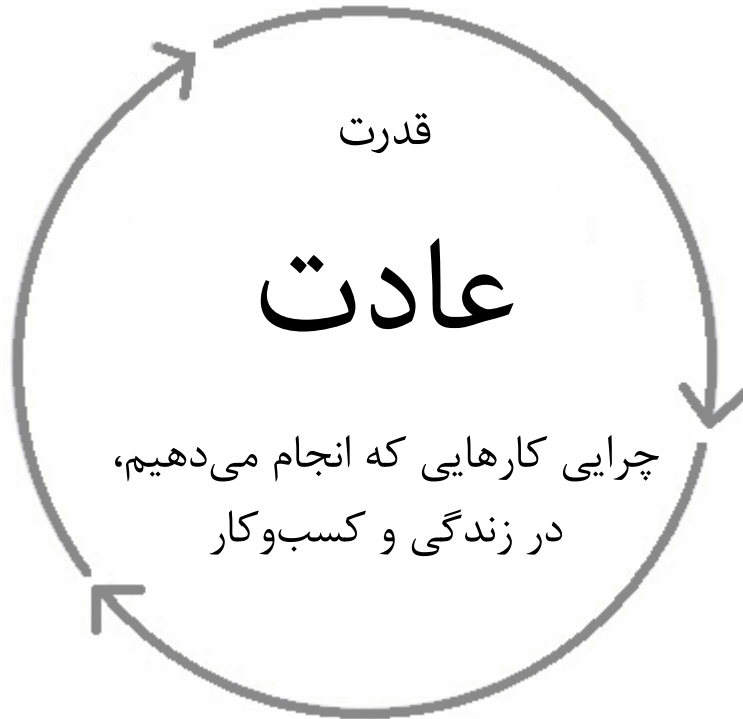 قدرت
عادت
چرایی کارهایی که انجام می‌دهیم،
در زندگی و کسب‌وکار